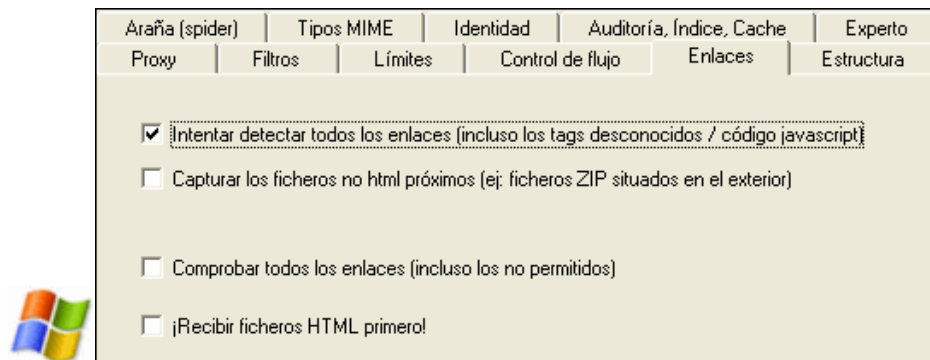 Araña (spider) Tipos MIME Identidad Auditoría, Índice, Cache Experto
Proxy Filtros Límites Control de flujo Enlaces Estructura
Intentar detectar todos los enlaces (incluso los tags desconocidos / código javascript)
Capturar los ficheros no html próximos (ej: ficheros ZIP situados en el exterior)
Comprobar todos los enlaces (incluso los no permitidos)
¡Recibir ficheros HTML primero!